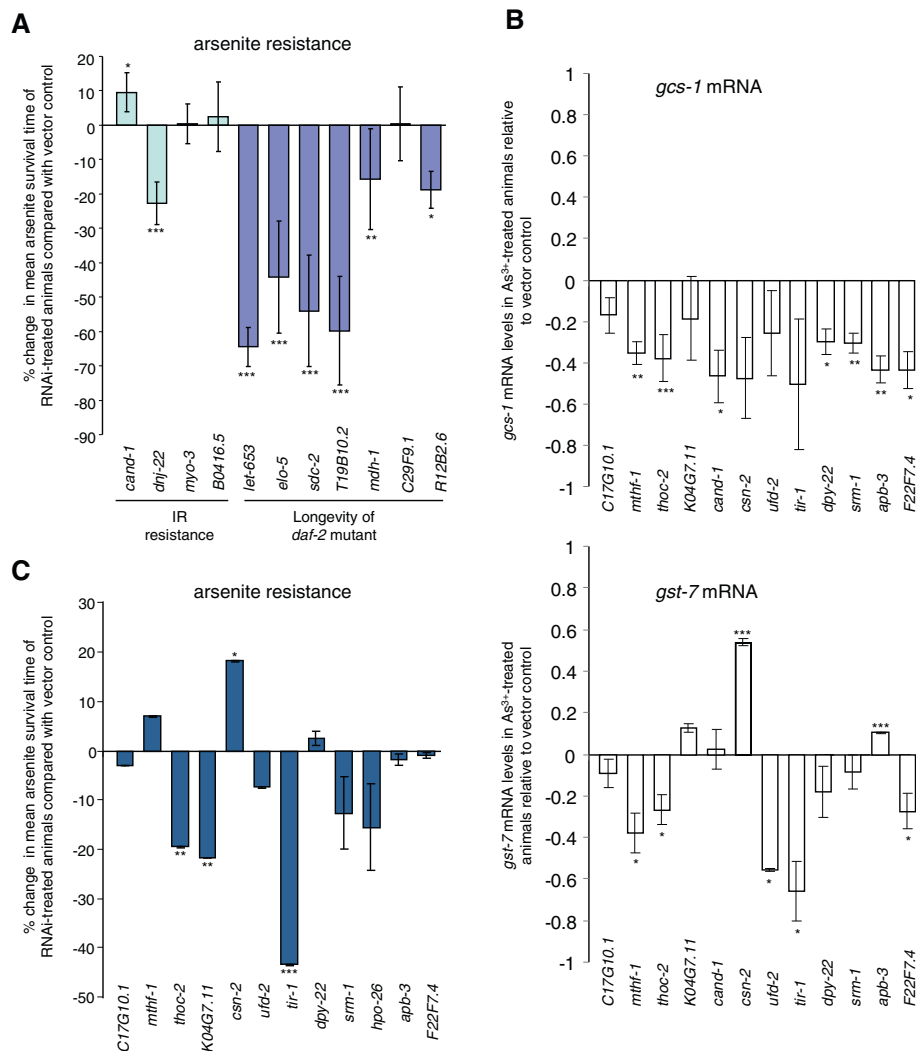 A
arsenite resistance
% change in mean arsenite survival time of
RNAi-treated animals compared with vector control
20
10
0
-10
-20
-30
-40
-50
-60
-70
-80
-90
*
***
***
***
***
***
**
*
cand-1
dnj-22
myo-3
B0416.5
let-653
elo-5
sdc-2
T19B10.2
mdh-1
C29F9.1
R12B2.6
IR
resistance
Longevity of
daf-2 mutant
B
gcs-1 mRNA
gcs-1 mRNA levels in As³⁺-treated animals relative
to vector control
1
0.8
0.6
0.4
0.2
0
-0.2
-0.4
-0.6
-0.8
-1
**
***
*
*
**
**
*
C17G10.1
mthf-1
thoc-2
K04G7.11
cand-1
csn-2
ufd-2
tir-1
dpy-22
srm-1
apb-3
F22F7.4
gst-7 mRNA
gst-7 mRNA levels in As³⁺-treated
animals relative to vector control
1
0.8
0.6
0.4
0.2
0
-0.2
-0.4
-0.6
-0.8
-1
*
*
***
*
*
***
*
C17G10.1
mthf-1
thoc-2
K04G7.11
cand-1
csn-2
ufd-2
tir-1
dpy-22
srm-1
apb-3
F22F7.4
C
arsenite resistance
% change in mean arsenite survival time of
RNAi-treated animals compared with vector control
30
20
10
0
-10
-20
-30
-40
-50
**
**
*
***
C17G10.1
mthf-1
thoc-2
K04G7.11
csn-2
ufd-2
tir-1
dpy-22
srm-1
hpo-26
apb-3
F22F7.4